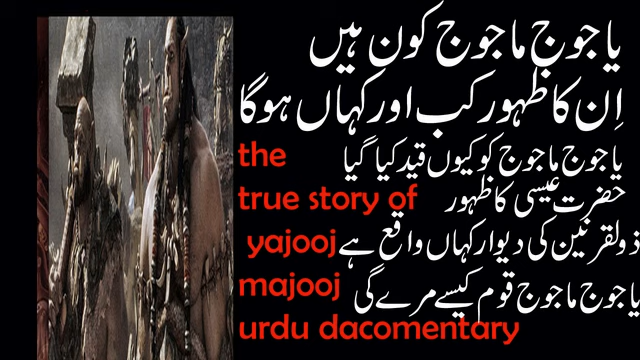 یاجوج ماجوج کون ہیں
اِن کا ظہور کب اور کہاں ہوگا
یاجوج ماجوج کو کیوں قید کیا گیا
the
حضرت عیسی کا ظہور
true story of
ذولقرنین کی دیوار کہاں واقع ہے
yajooj
یاجوج ماجوج قوم کیسے مرے گی
majooj
urdu dacomentary